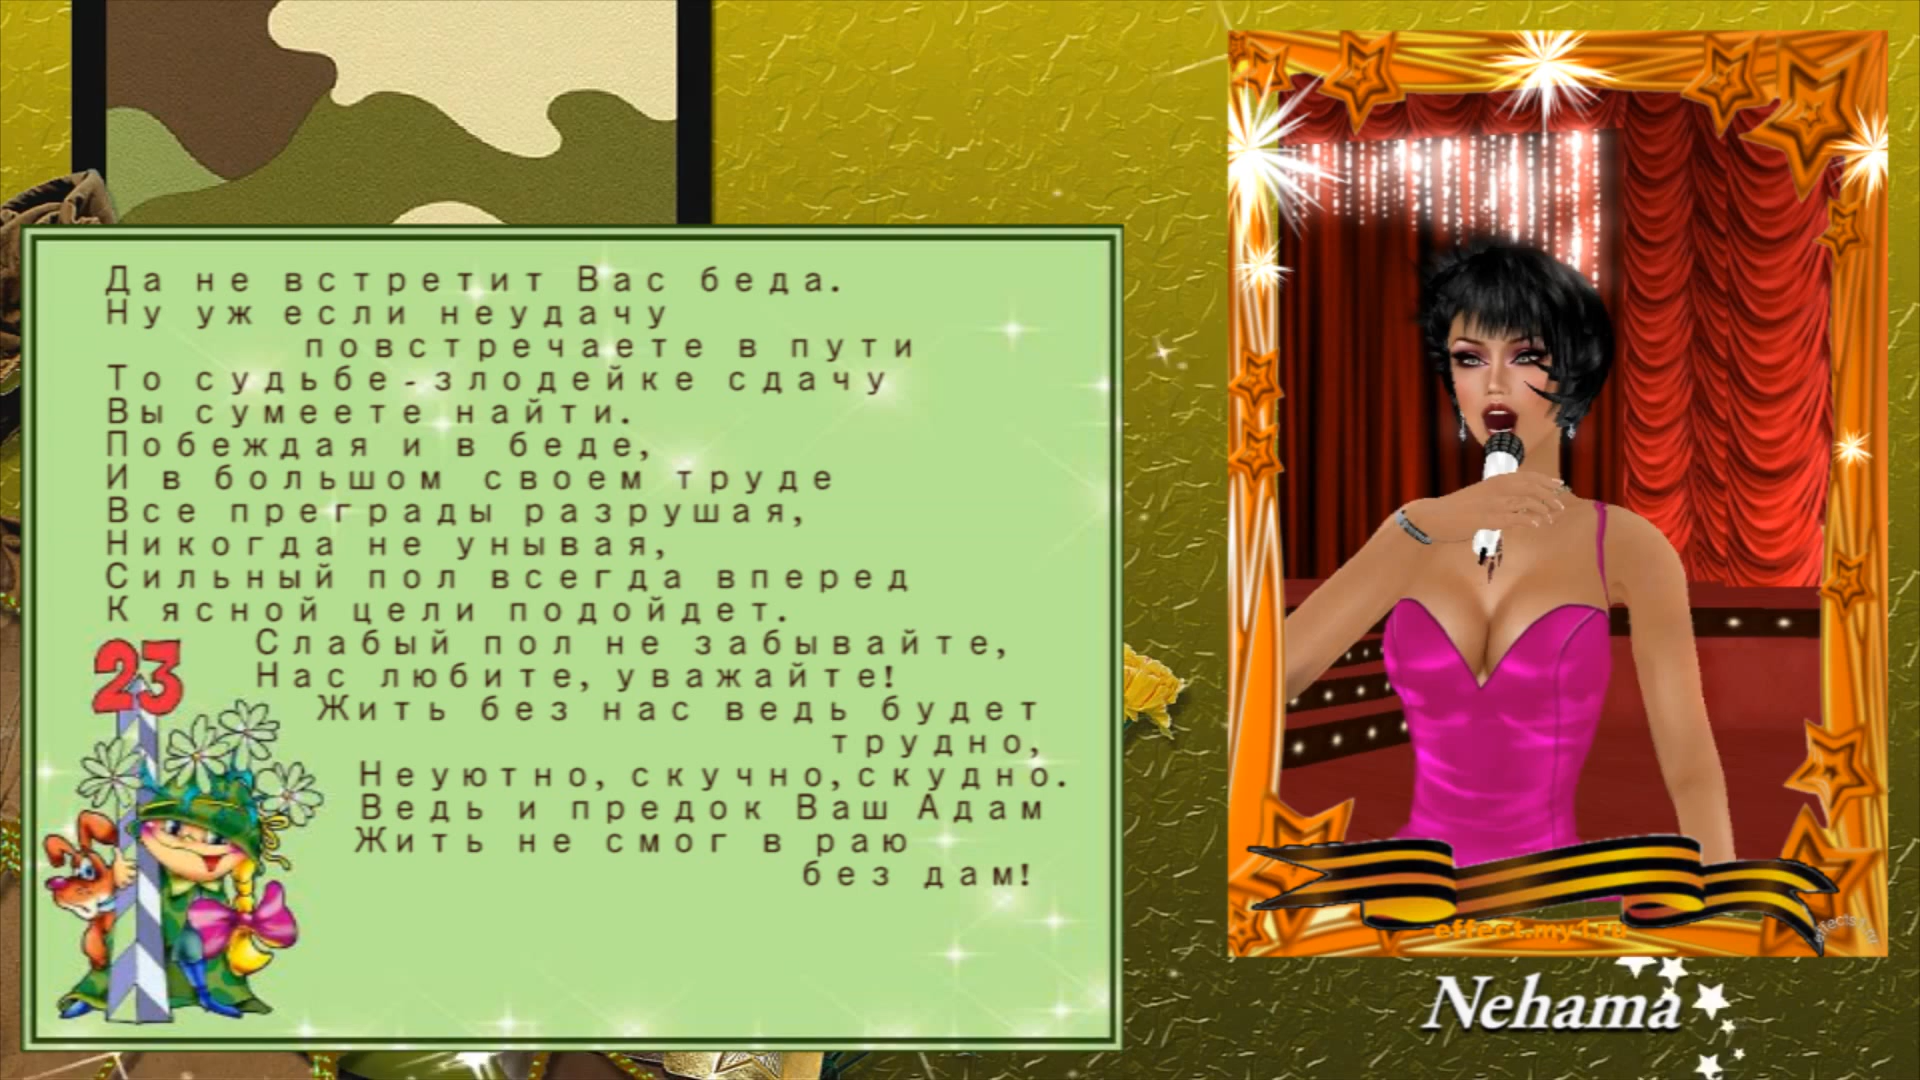 Да не встретит Вас беда.
Ну уж если неудачу
повстречаете в пути
То судьбе-злодейке сдачу
Вы сумеете найти.
Побеждая и в беде,
И в большом своем труде
Все преграды разрушая,
Никогда не унывая,
Сильный пол всегда вперед
К ясной цели подойдет.
Слабый пол не забывайте,
Нас любите, уважайте!
Жить без нас ведь будет
трудно,
Неуютно, скучно,скудно.
Ведь и предок Ваш Адам
Жить не смог в раю
без дам!
23
effect.my1.ru
Nehama